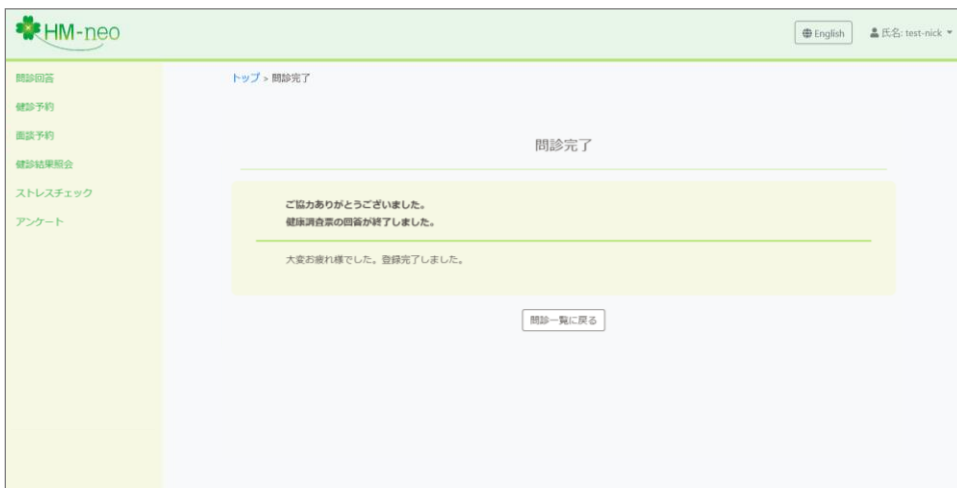 HM-neo
English
氏名: test-nick
問診回答
健診予約
面談予約
健診結果照会
ストレスチェック
アンケート
トップ > 問診完了
問診完了
ご協力ありがとうございました。
健康調査票の回答が終了しました。
大変お疲れ様でした。登録完了しました。
問診一覧に戻る